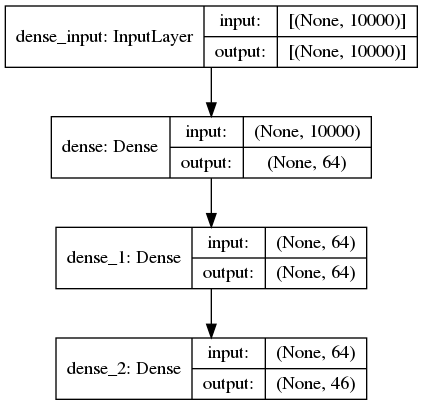 dense_input: InputLayer
input: [(None, 10000)]
output: [(None, 10000)]
dense: Dense
input: (None, 10000)
output: (None, 64)
dense_1: Dense
input: (None, 64)
output: (None, 64)
dense_2: Dense
input: (None, 64)
output: (None, 46)